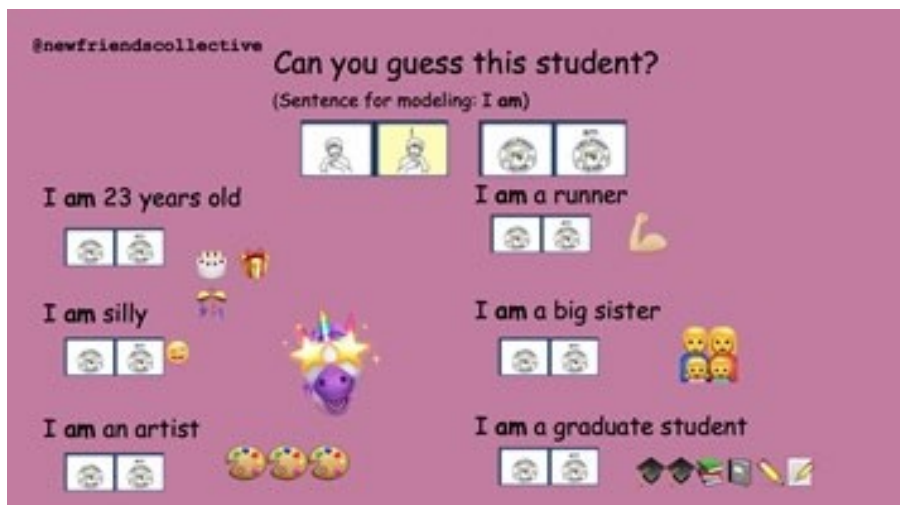 @newfriendscollective
Can you guess this student?
(Sentence for modeling: I am)
I am 23 years old
I am a runner
I am silly
I am a big sister
I am an artist
I am a graduate student